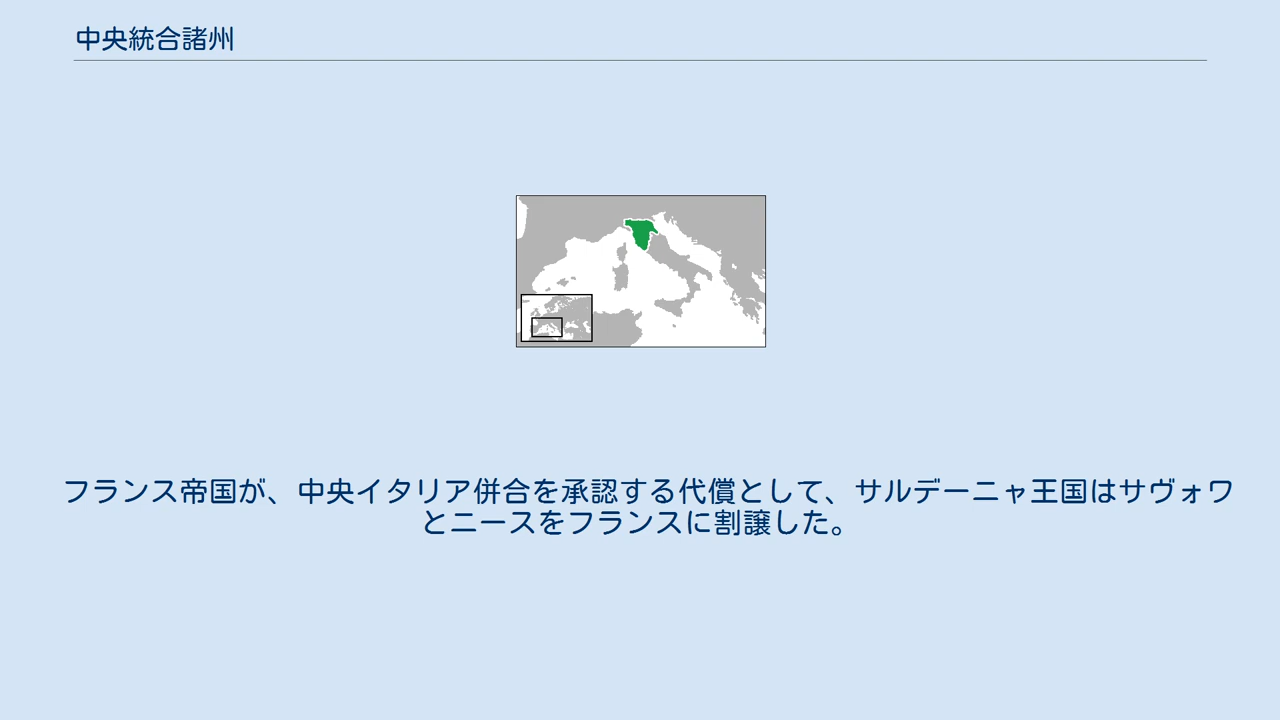 中央統合諸州
フランス帝国が、中央イタリア併合を承認する代償として、サルデーニャ王国はサヴォワ
とニースをフランスに割譲した。